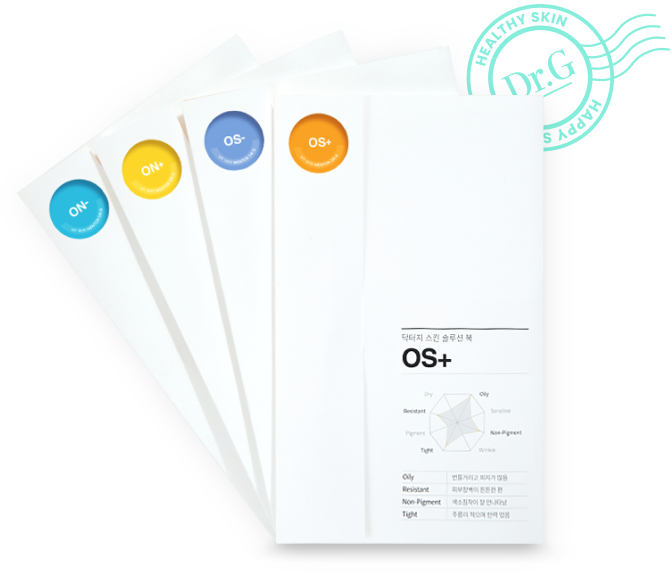 HEALTHY SKIN
Dr.G
HAPPY S
ON-
ON+
OS-
OS+
닥터지 스킨 솔루션 북
OS+
Dry
Oily
Resistant
Sensitive
Pigment
Non-Pigment
Tight
Wrinkle
Oily 번들거리고 피지가 많음
Resistant 피부장벽이 튼튼한 편
Non-Pigment 색소침착이 잘 안나타남
Tight 주름이 적으며 탄력 있음